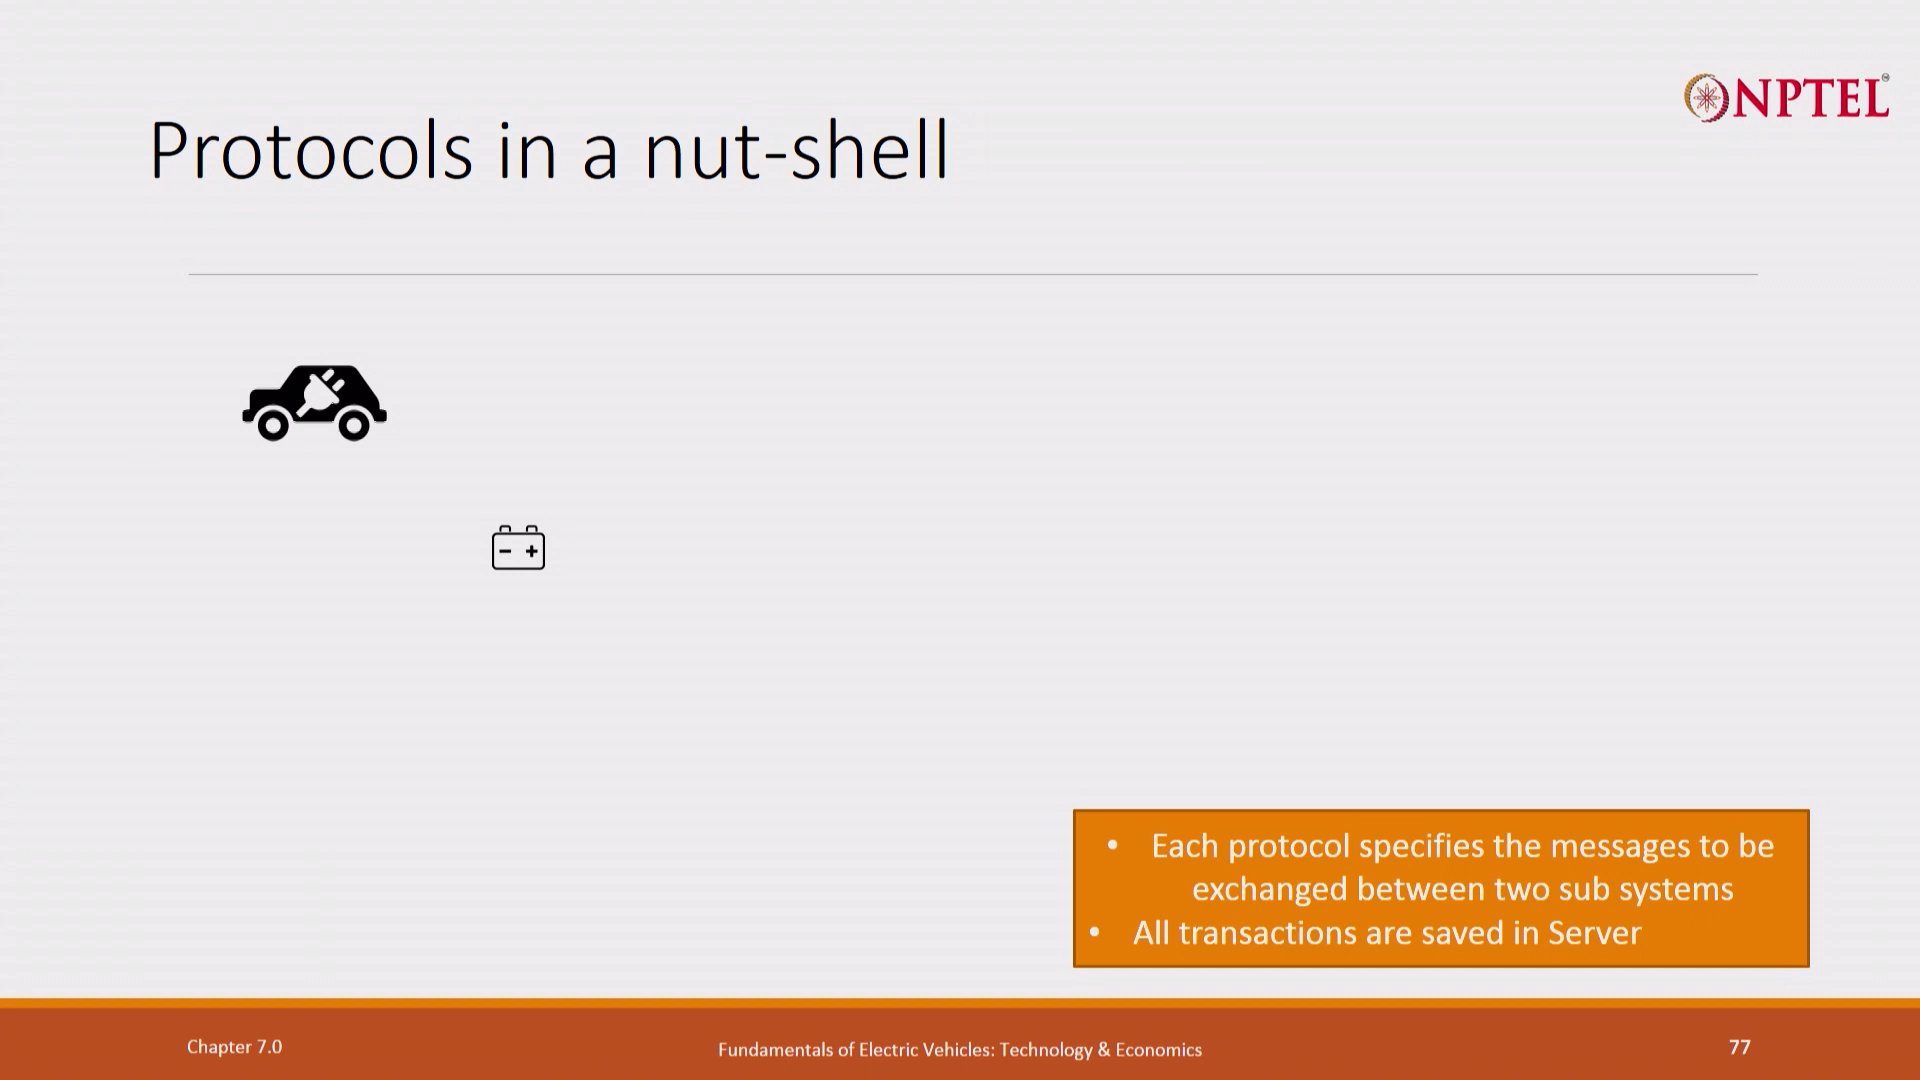 NPTEL
Protocols in a nut-shell
• Each protocol specifies the messages to be
exchanged between two sub systems
• All transactions are saved in Server
Chapter 7.0
Fundamentals of Electric Vehicles: Technology & Economics
77